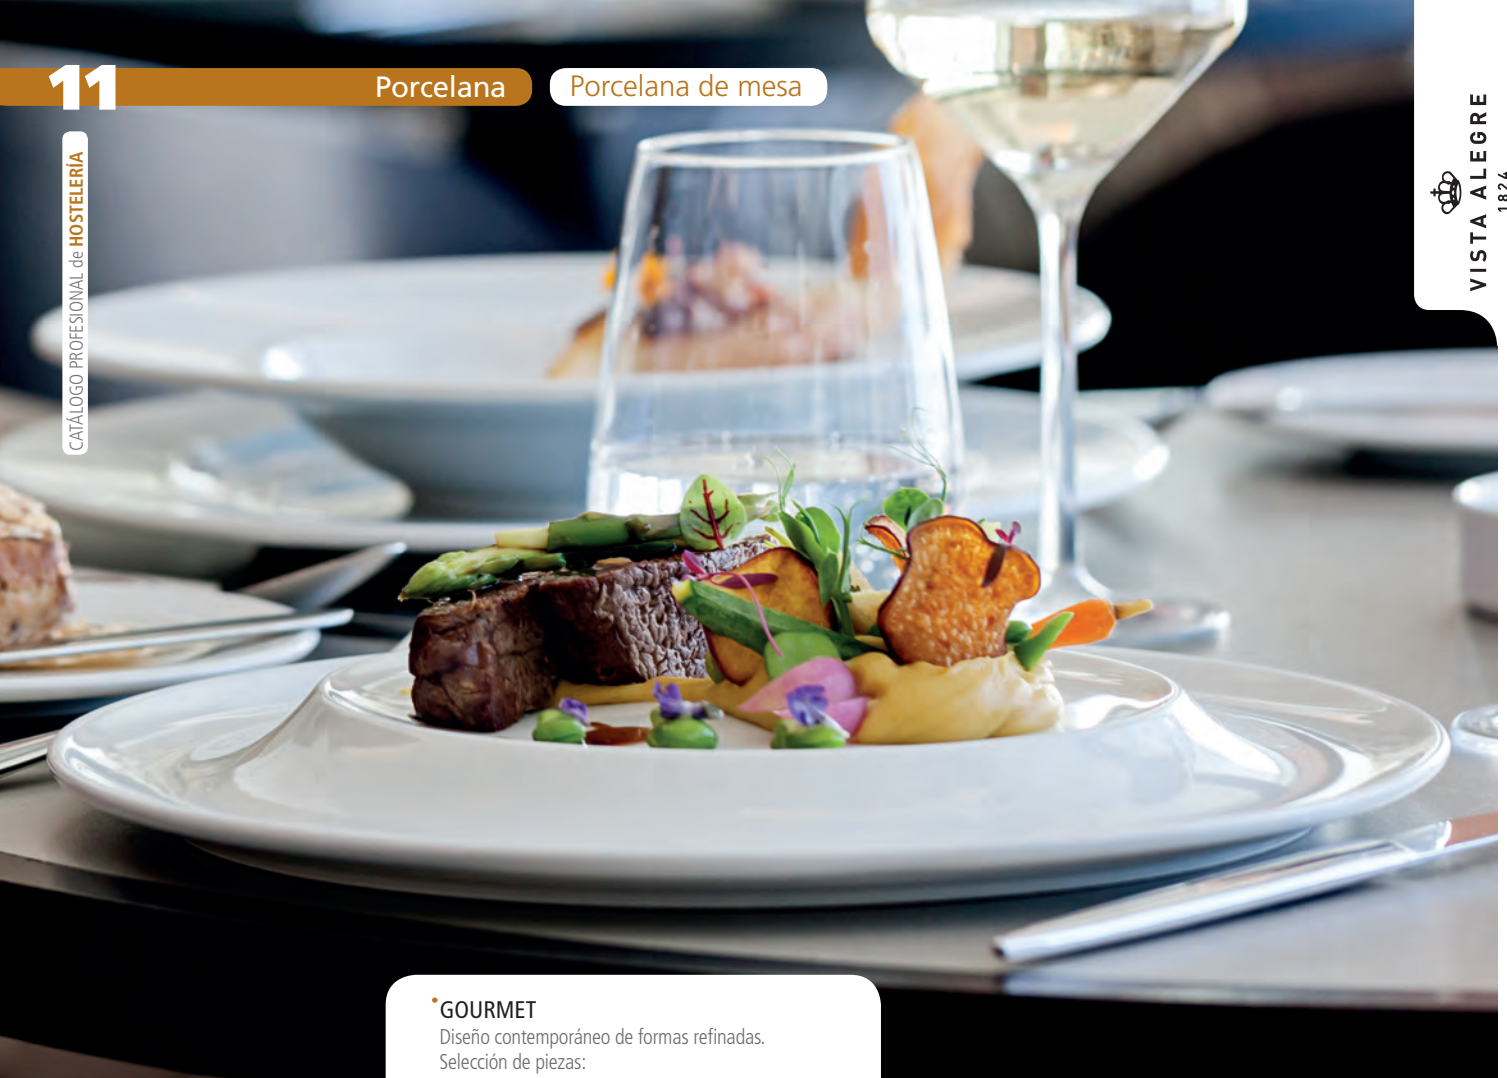 11
Porcelana
Porcelana de mesa
CATÁLOGO PROFESIONAL de HOSTELERÍA
VISTA ALEGRE
1824
GOURMET
Diseño contemporáneo de formas refinadas.
Selección de piezas: